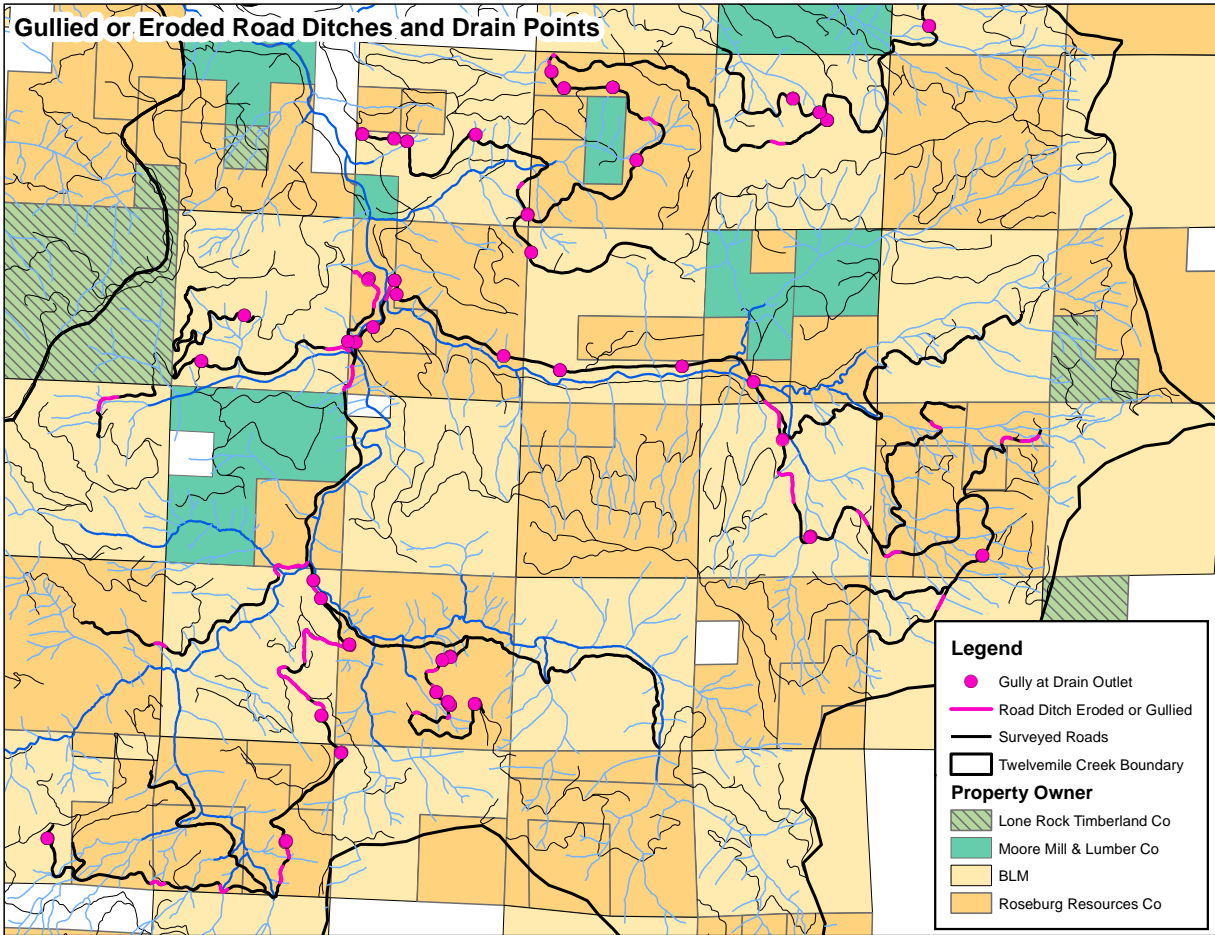 Gullied or Eroded Road Ditches and Drain Points
Legend
Gully at Drain Outlet
Road Ditch Eroded or Gullied
Surveyed Roads
Twelvemile Creek Boundary
Property Owner
Lone Rock Timberland Co
Moore Mill & Lumber Co
BLM
Roseburg Resources Co